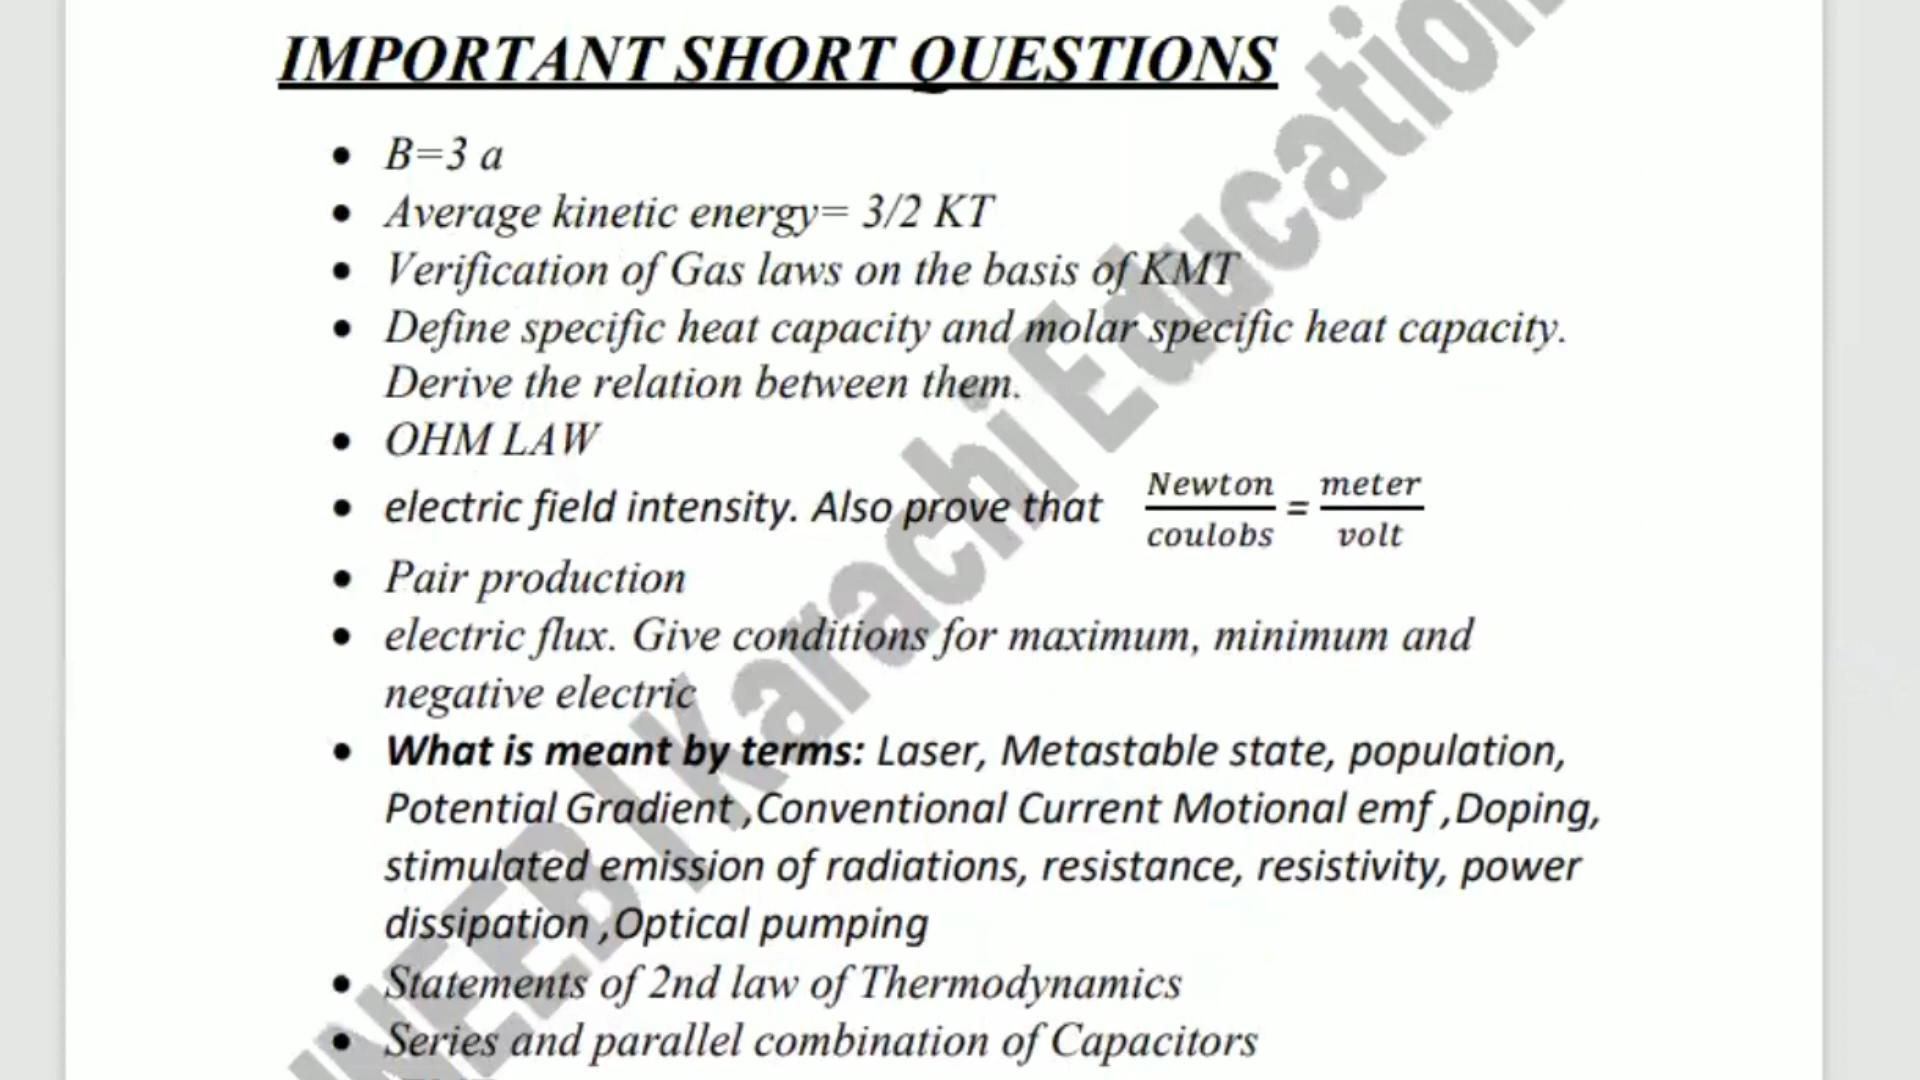 IMPORTANT SHORT QUESTIONS
• B=3 a
• Average kinetic energy= 3/2 KT
• Verification of Gas laws on the basis of KMT
• Define specific heat capacity and molar specific heat capacity.
Derive the relation between them.
• OHM LAW
• electric field intensity. Also prove that Newton/coulobs = meter/volt
• Pair production
• electric flux. Give conditions for maximum, minimum and
negative electric
• What is meant by terms: Laser, Metastable state, population,
Potential Gradient ,Conventional Current Motional emf ,Doping,
stimulated emission of radiations, resistance, resistivity, power
dissipation ,Optical pumping
• Statements of 2nd law of Thermodynamics
• Series and parallel combination of Capacitors
| Karachi Education